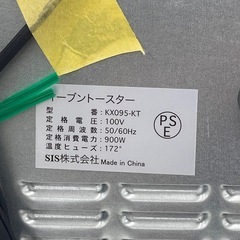 ーブントースター
型 番：KX095-KT
定 格 電 圧：100V
定格周波数：50/60Hz
定格消費電力：900W
温度ヒューズ：172°
SIS株式会社 Made in China
PS
E